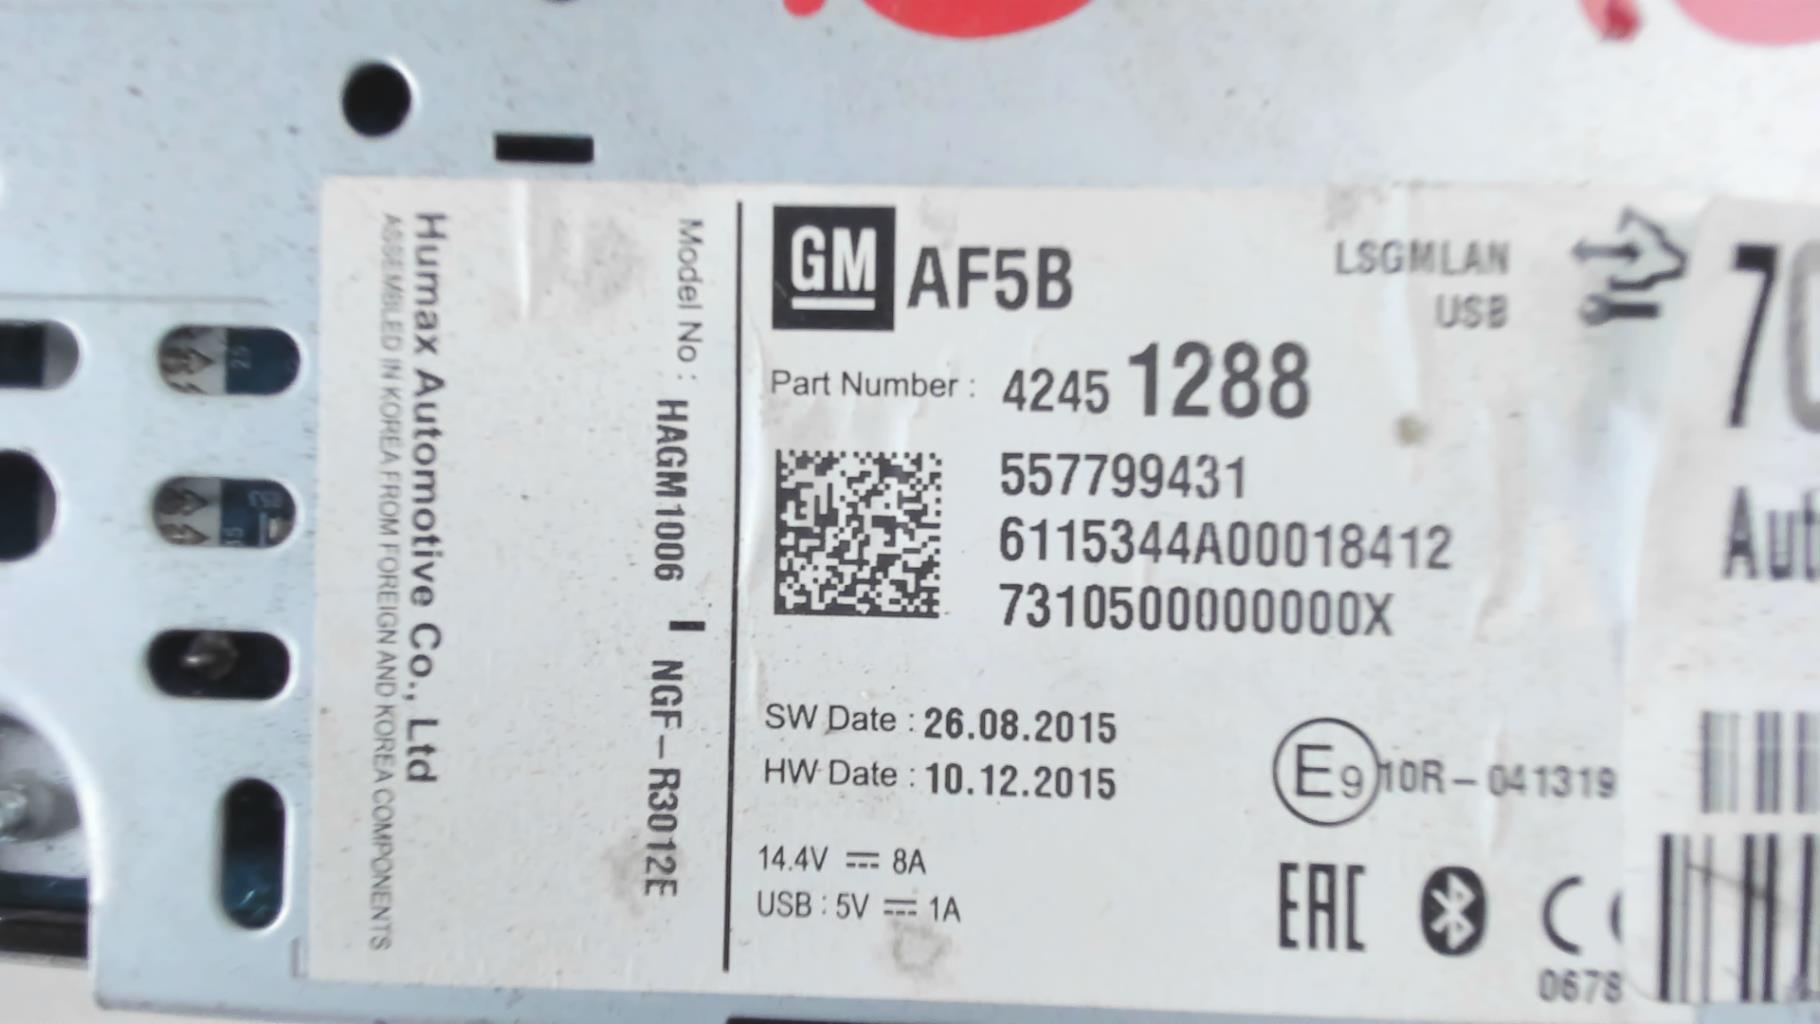 Humax Automotive Co., Ltd
ASSEMBLED IN KOREA FROM FOREIGN AND KOREA COMPONENTS
Model No : HAGM1006 I NGF-R3012E
GM AF5B
LSGMLAN
USB
Part Number : 4245 1288
557799431
6115344A00018412
7310500000000X
SW Date : 26.08.2015
HW Date : 10.12.2015
E9 10R-041319
14.4V ⎓ 8A
USB : 5V ⎓ 1A
EAC
CE
0678